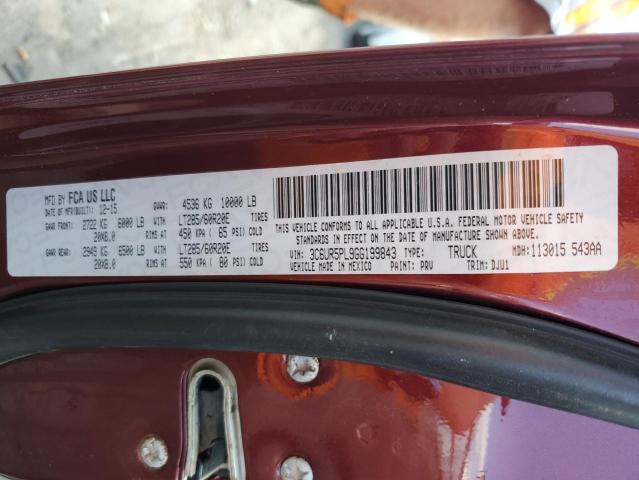 MFD BY FCA US LLC
DATE OF MFR(BUILT): 12-15 GVWR: 4536 KG 10000 LB
GAWR FRONT: 2722 KG 6000 LB WITH LT285/60R20E TIRES
20X8.0 RIMS AT 450 KPA ( 65 PSI) COLD
GAWR REAR: 2949 KG 6500 LB WITH LT285/60R20E TIRES
20X8.0 RIMS AT 550 KPA ( 80 PSI) COLD
THIS VEHICLE CONFORMS TO ALL APPLICABLE U.S.A. FEDERAL MOTOR VEHICLE SAFETY
STANDARDS IN EFFECT ON THE DATE OF MANUFACTURE SHOWN ABOVE.
VIN: 3C6UR5PL9GG199843 TYPE: TRUCK MDH: 113015 543AA
VEHICLE MADE IN MEXICO PAINT: PRV TRIM: DJU1